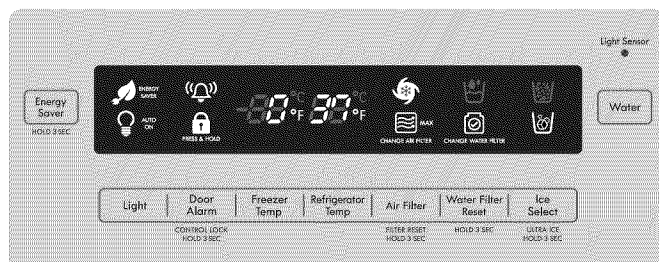 Light Sensor
ENERGY
SAVER
°C
°C
0 °F
37 °F
AUTO
ON
PRESS & HOLD
MAX
CHANGE AIR FILTER
CHANGE WATER FILTER
Energy
Saver
HOLD 3 SEC
Water
Light
Door
Alarm
Freezer
Temp
Refrigerator
Temp
Air Filter
Water Filter
Reset
Ice
Select
CONTROL LOCK
HOLD 3 SEC
FILTER RESET
HOLD 3 SEC
HOLD 3 SEC
ULTRA ICE
HOLD 3 SEC